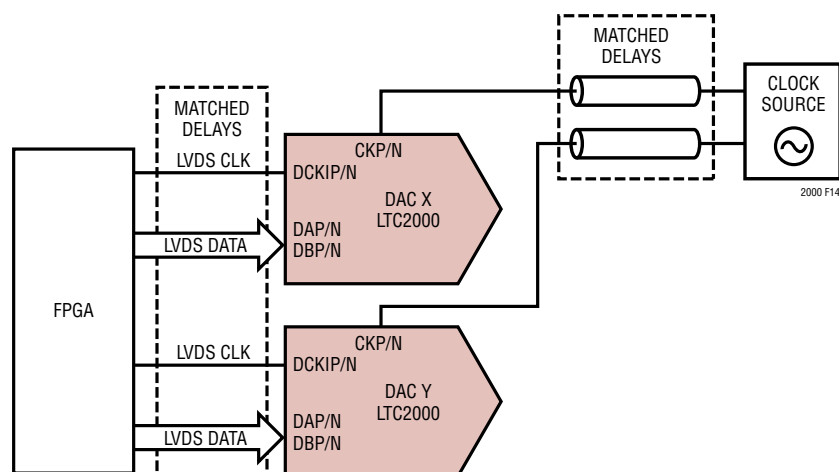 MATCHED
DELAYS
CLOCK
SOURCE
2000 F14
MATCHED
DELAYS
LVDS CLK
CKP/N
DCKIP/N
DAC X
LTC2000
LVDS DATA
DAP/N
DBP/N
FPGA
LVDS CLK
CKP/N
DCKIP/N
DAC Y
LTC2000
LVDS DATA
DAP/N
DBP/N